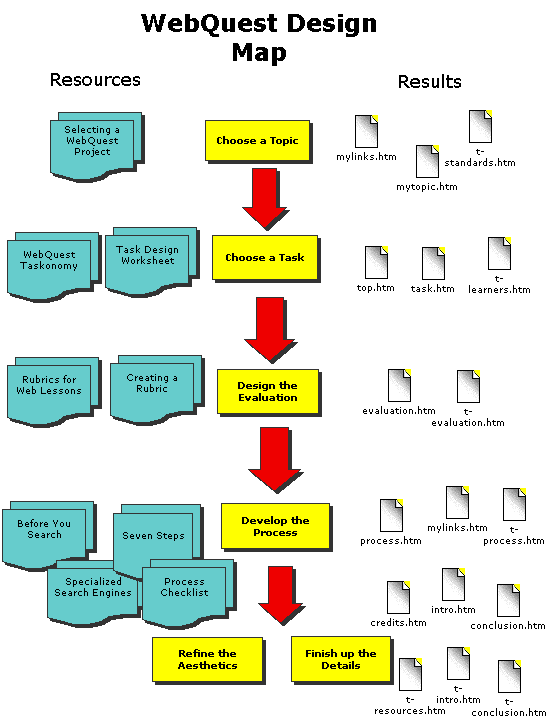 WebQuest Design
Map
Resources
Results
Selecting a
WebQuest
Project
Choose a Topic
mylinks.htm
t-
standards.htm
mytopic.htm
WebQuest
Taskonomy
Task Design
Worksheet
Choose a Task
top.htm
task.htm
t-
learners.htm
Rubrics for
Web Lessons
Creating a
Rubric
Design the
Evaluation
evaluation.htm
t-
evaluation.htm
Before You
Search
Seven Steps
Specialized
Search Engines
Process
Checklist
Develop the
Process
process.htm
mylinks.htm
t-
process.htm
credits.htm
intro.htm
conclusion.htm
Refine the
Aesthetics
Finish up the
Details
t-
resources.htm
t-
intro.htm
t-
conclusion.htm